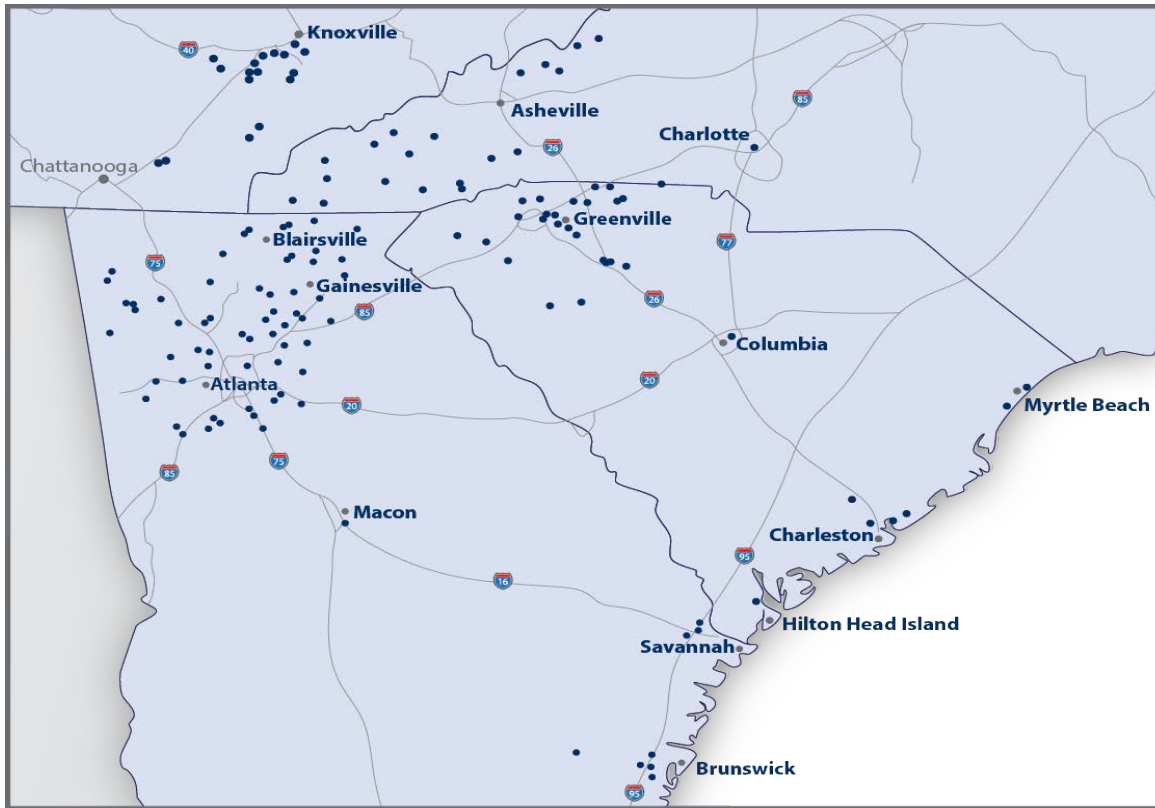 Knoxville
40
Asheville
85
Charlotte
26
Chattanooga
Greenville
Blairsville
77
75
Gainesville
26
85
Columbia
20
Atlanta
20
Myrtle Beach
75
85
Macon
Charleston
95
16
Hilton Head Island
Savannah
Brunswick
95